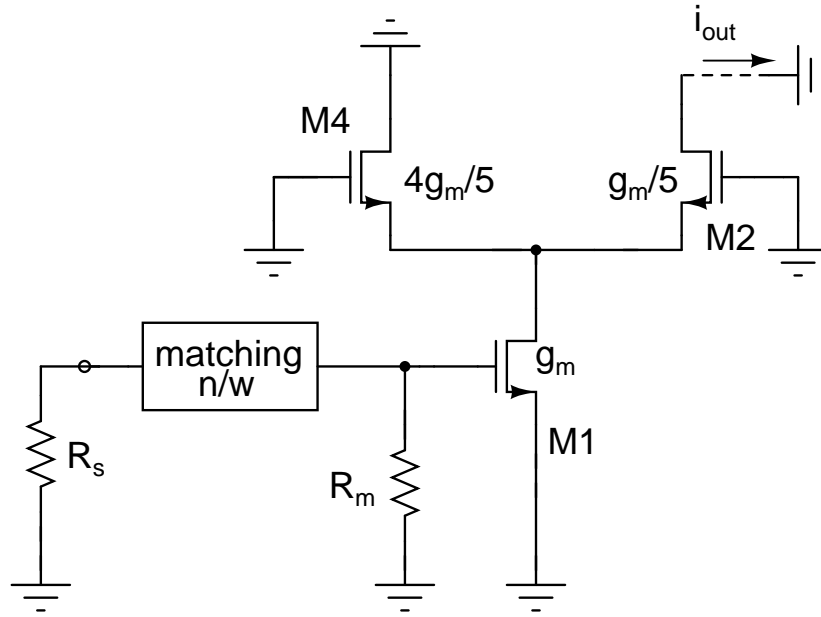 i_out
M4
4g_m/5
g_m/5
M2
matching
n/w
g_m
M1
R_s
R_m